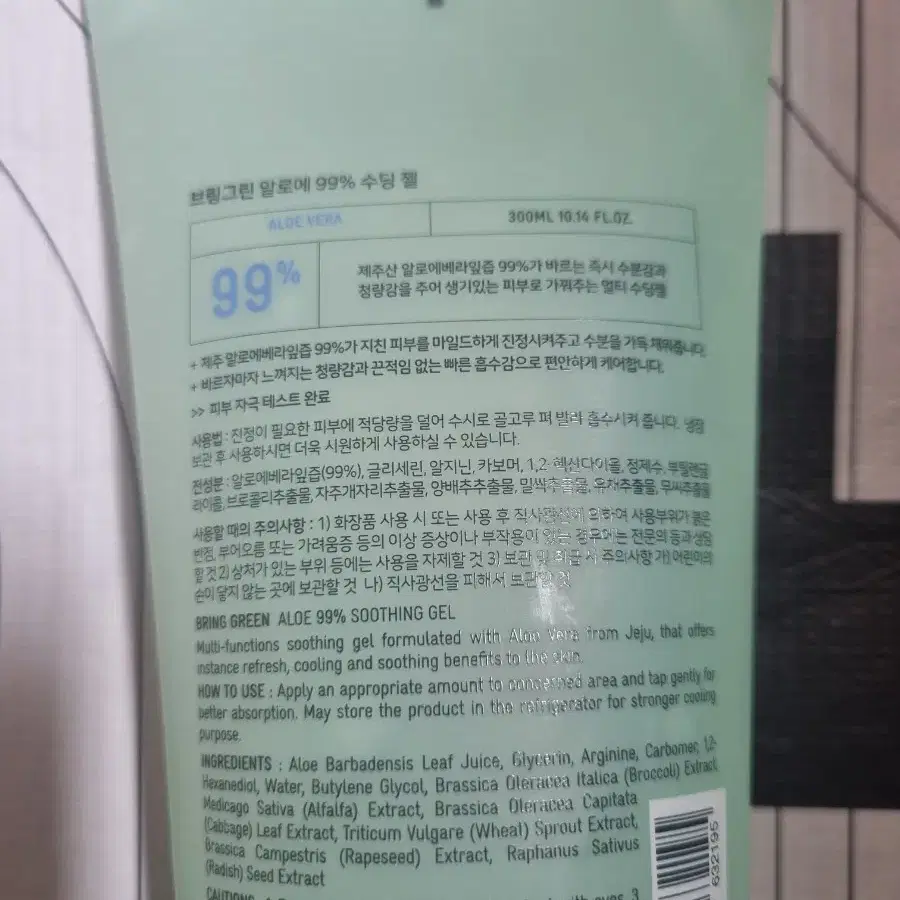 브링그린 알로에 99% 수딩 젤
ALOE VERA
300ML 10.14 FL.OZ.
99%
제주산 알로에베라잎즙 99%가 바르는 즉시 수분감과
청량감을 주어 생기있는 피부로 가꿔주는 멀티 수딩젤
+ 제주 알로에베라잎즙 99%가 지친 피부를 마일드하게 진정시켜주고 수분을 가득 채워줍니다.
+ 바르자마자 느껴지는 청량감과 끈적임 없는 빠른 흡수감으로 편안하게 케어합니다.
>> 피부 자극 테스트 완료
사용법 : 진정이 필요한 피부에 적당량을 덜어 수시로 골고루 펴 발라 흡수시켜 줍니다. 냉장
보관 후 사용하시면 더욱 시원하게 사용하실 수 있습니다.
전성분 : 알로에베라잎즙(99%), 글리세린, 알지닌, 카보머, 1,2-헥산다이올, 정제수, 부틸렌글
라이콜, 브로콜리추출물, 자주개자리추출물, 양배추추출물, 밀싹추출물, 유채추출물, 무씨추출물
사용할 때의 주의사항 : 1) 화장품 사용 시 또는 사용 후 직사광선에 의하여 사용부위가 붉은
반점, 부어오름 또는 가려움증 등의 이상 증상이나 부작용이 있는 경우에는 전문의 등과 상담
할 것 2) 상처가 있는 부위 등에는 사용을 자제할 것 3) 보관 및 취급 시 주의사항 가) 어린이의
손이 닿지 않는 곳에 보관할 것 나) 직사광선을 피해서 보관할 것
BRING GREEN ALOE 99% SOOTHING GEL
Multi-functions soothing gel formulated with Aloe Vera from Jeju, that offers
instance refresh, cooling and soothing benefits to the skin.
HOW TO USE : Apply an appropriate amount to concerned area and tap gently for
better absorption. May store the product in the refrigerator for stronger cooling
purpose.
INGREDIENTS : Aloe Barbadensis Leaf Juice, Glycerin, Arginine, Carbomer, 1,2-
Hexanediol, Water, Butylene Glycol, Brassica Oleracea Italica (Broccoli) Extract,
Medicago Sativa (Alfalfa) Extract, Brassica Oleracea Capitata
(Cabbage) Leaf Extract, Triticum Vulgare (Wheat) Sprout Extract,
Brassica Campestris (Rapeseed) Extract, Raphanus Sativus
(Radish) Seed Extract
632195